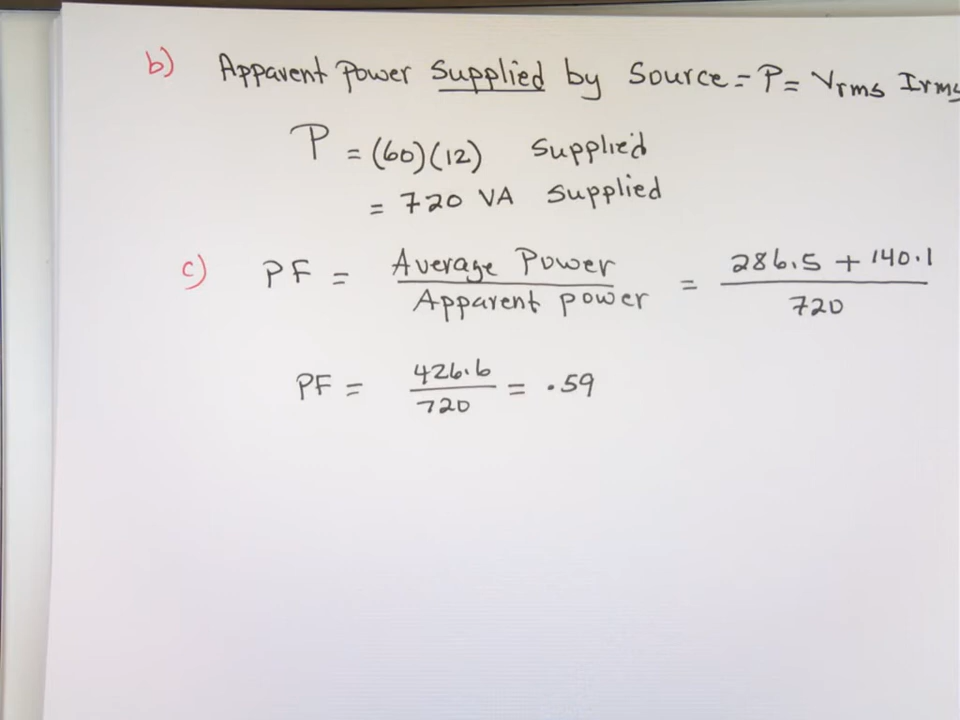 b) Apparent Power Supplied by Source = P = Vrms Irms
P = (60)(12) Supplied
= 720 VA Supplied
c) PF = Average Power / Apparent power = 286.5 + 140.1 / 720
PF = 426.6 / 720 = .59